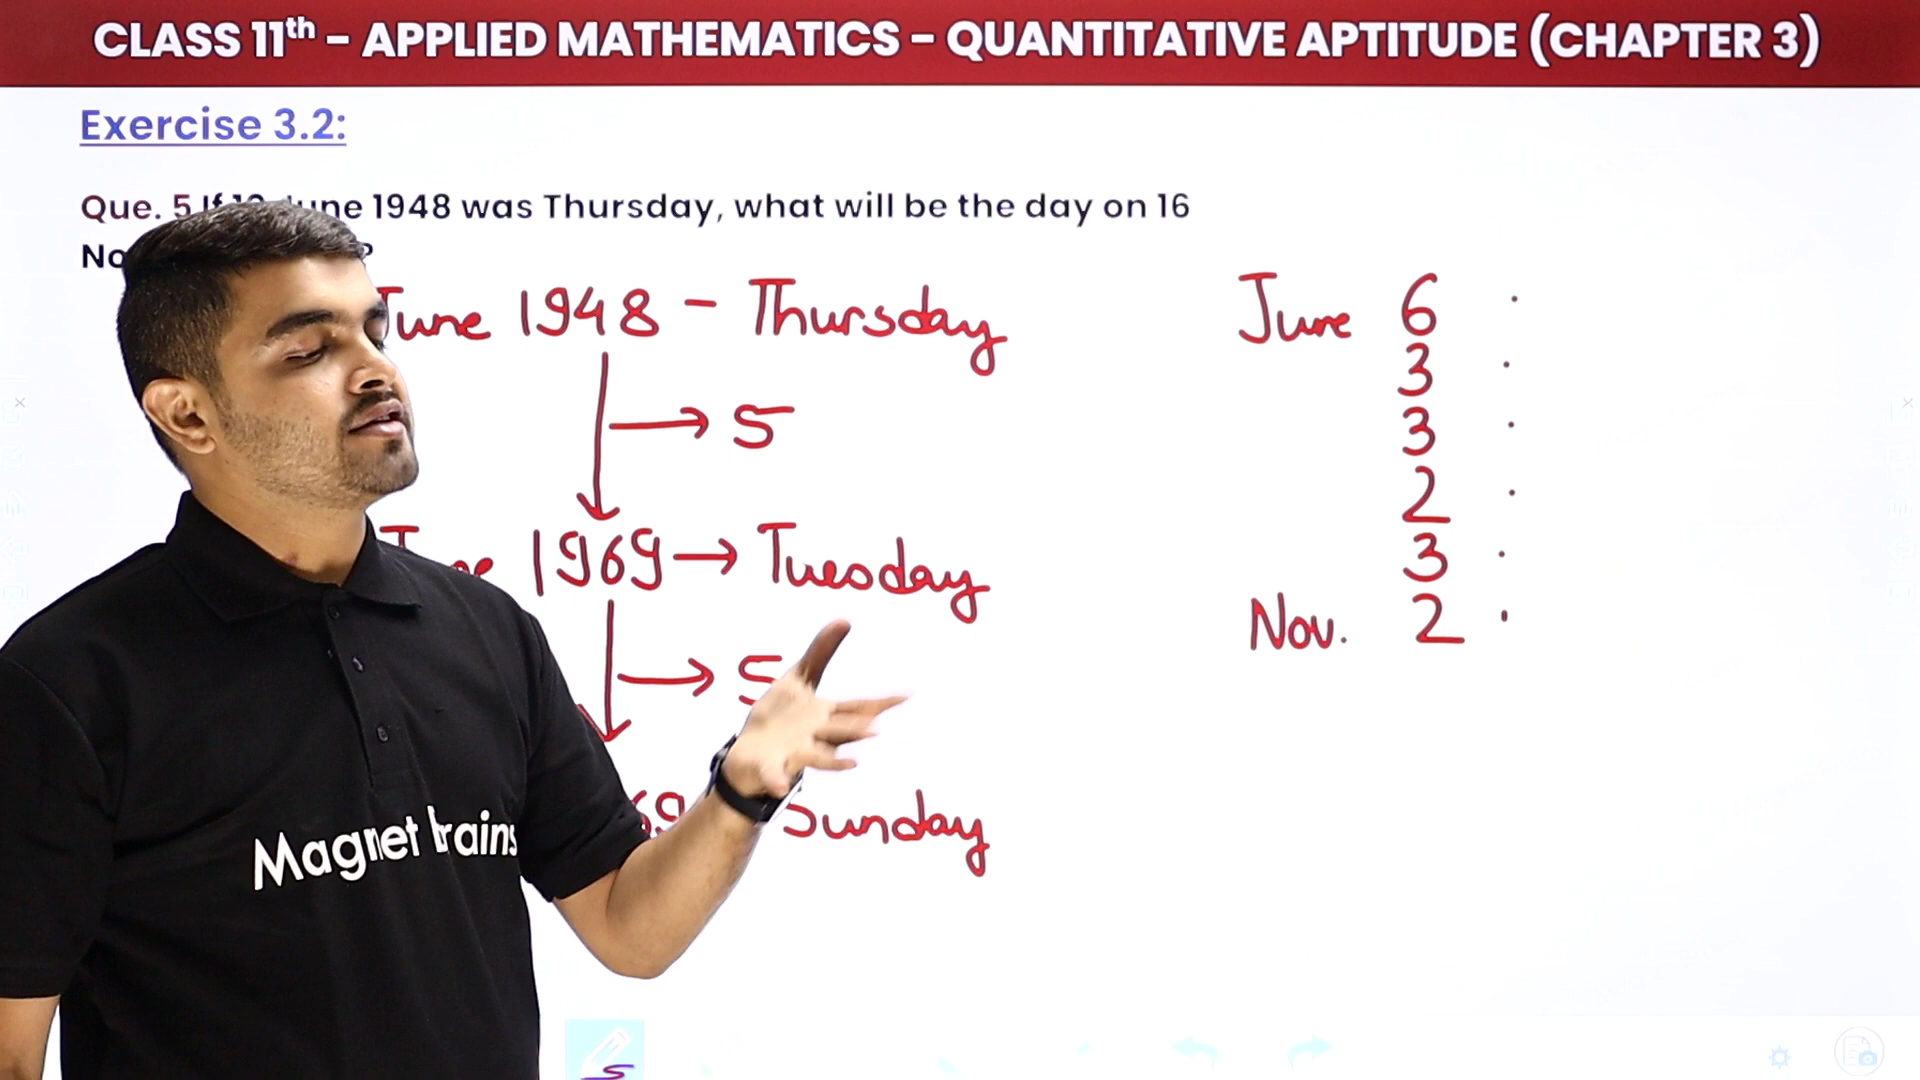 CLASS 11th – APPLIED MATHEMATICS – QUANTITATIVE APTITUDE (CHAPTER 3)
Exercise 3.2:
Que. 5 If June 1948 was Thursday, what will be the day on 16
No ?
June 1948 – Thursday
→ 5
1969 → Tuesday
→ 5
69 Sunday
June 6
3
3
2
3
Nov. 2
Magnet Brains